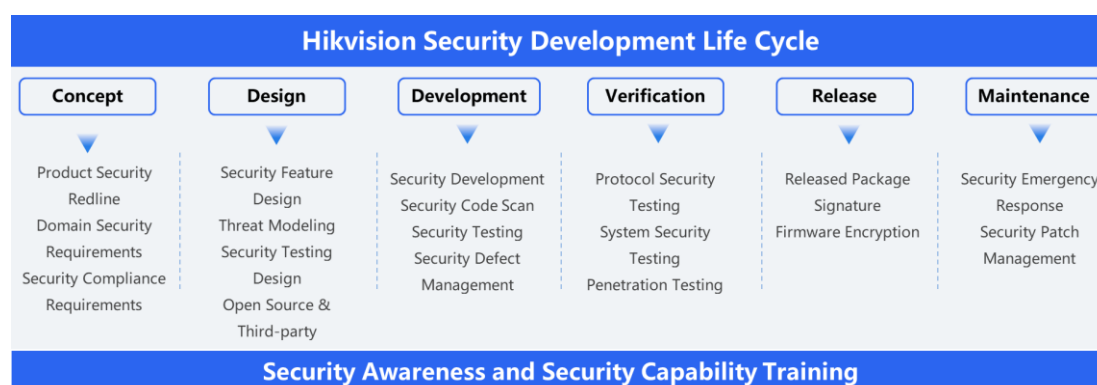 Hikvision Security Development Life Cycle
Concept
Product Security
Redline
Domain Security
Requirements
Security Compliance
Requirements
Design
Security Feature
Design
Threat Modeling
Security Testing
Design
Open Source &
Third-party
Development
Security Development
Security Code Scan
Security Testing
Security Defect
Management
Verification
Protocol Security
Testing
System Security
Testing
Penetration Testing
Release
Released Package
Signature
Firmware Encryption
Maintenance
Security Emergency
Response
Security Patch
Management
Security Awareness and Security Capability Training